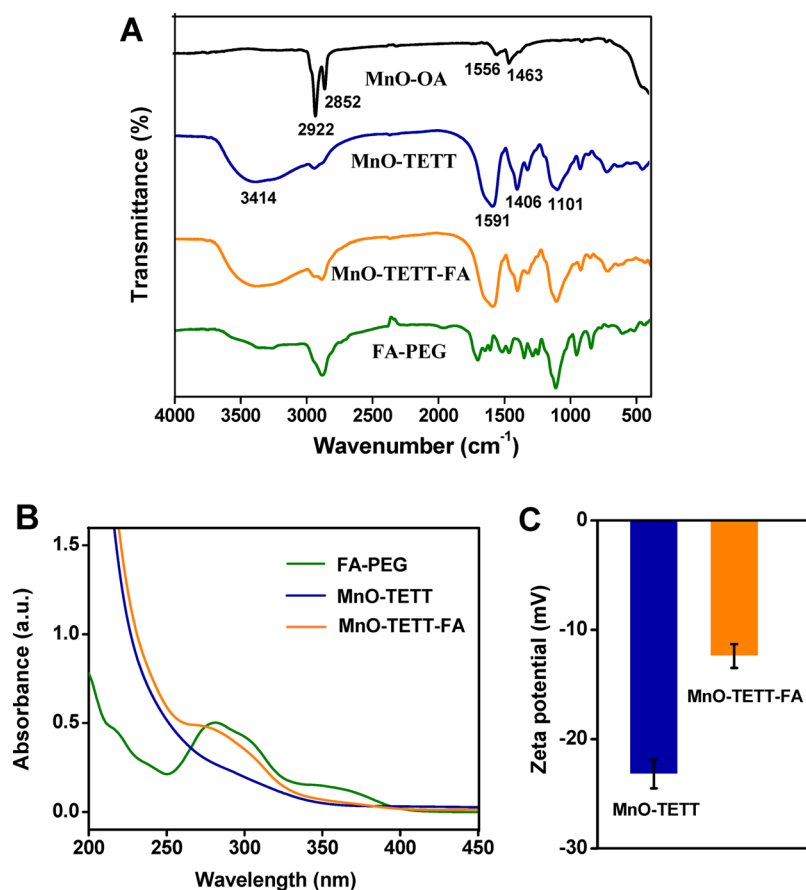 A
MnO-OA
1556
1463
2852
2922
MnO-TETT
3414
1591
1406
1101
MnO-TETT-FA
FA-PEG
Transmittance (%)
4000 3500 3000 2500 2000 1500 1000 500
Wavenumber (cm⁻¹)
B
1.5
1.0
0.5
0.0
Absorbance (a.u.)
FA-PEG
MnO-TETT
MnO-TETT-FA
200 250 300 350 400 450
Wavelength (nm)
C
0
-10
-20
-30
Zeta potential (mV)
MnO-TETT-FA
MnO-TETT